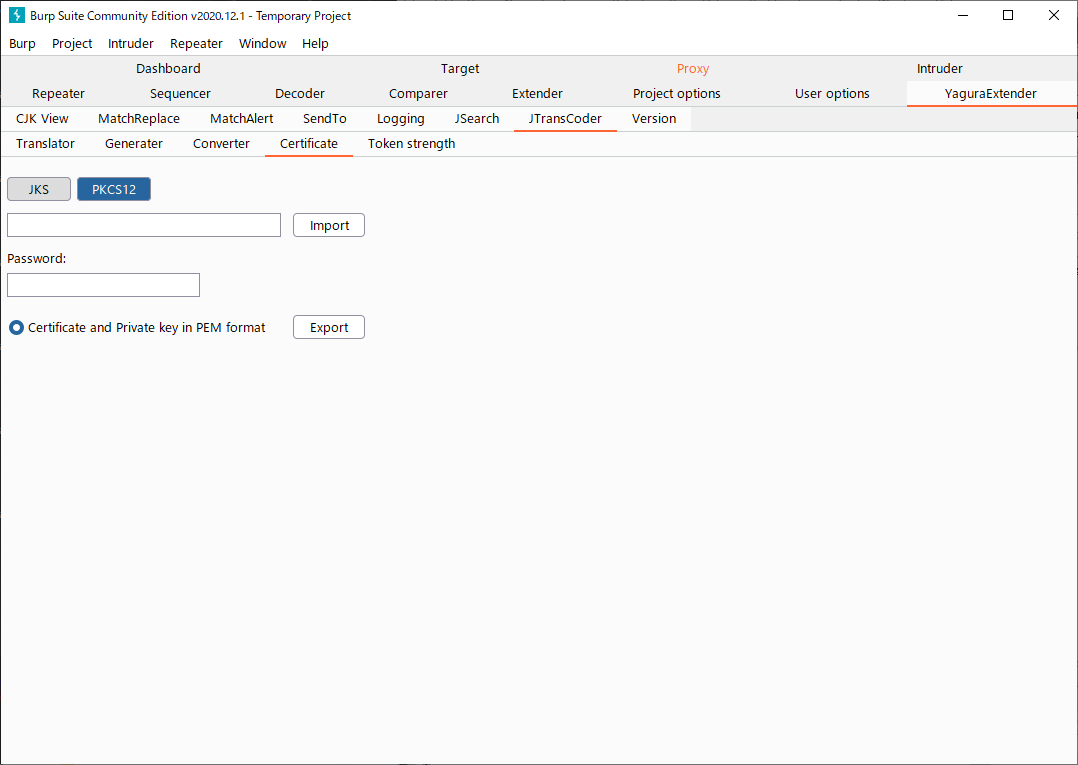 Burp Suite Community Edition v2020.12.1 - Temporary Project
Burp Project Intruder Repeater Window Help
Dashboard Target Proxy Intruder
Repeater Sequencer Decoder Comparer Extender Project options User options YaguraExtender
CJK View MatchReplace MatchAlert SendTo Logging JSearch JTransCoder Version
Translator Generater Converter Certificate Token strength
JKS PKCS12
Import
Password:
Certificate and Private key in PEM format Export